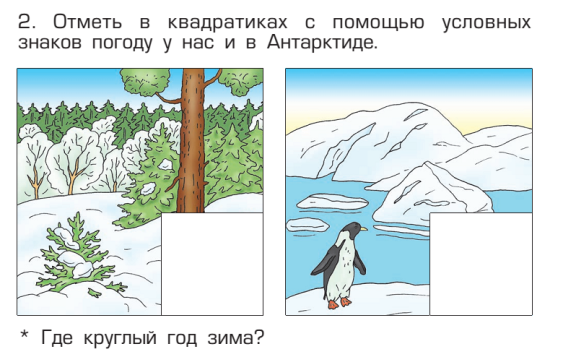 2. Отметь в квадратиках с помощью условных
знаков погоду у нас и в Антарктиде.
* Где круглый год зима?